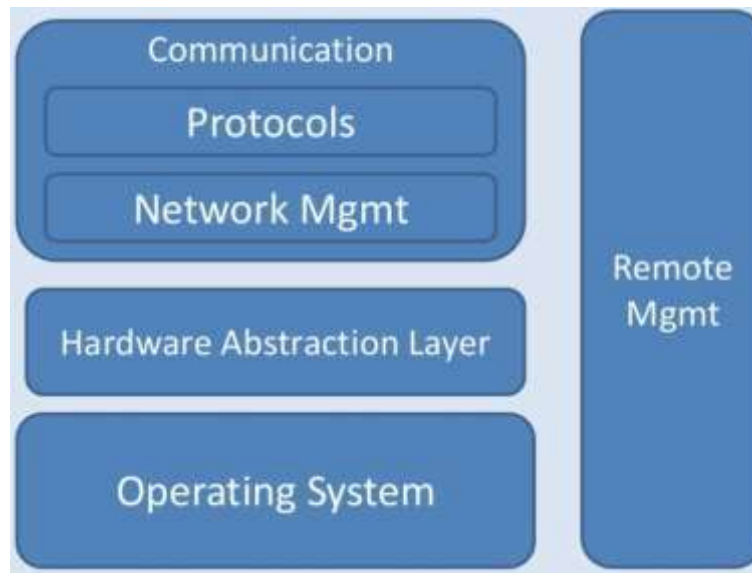 Communication
Protocols
Network Mgmt
Hardware Abstraction Layer
Operating System
Remote
Mgmt